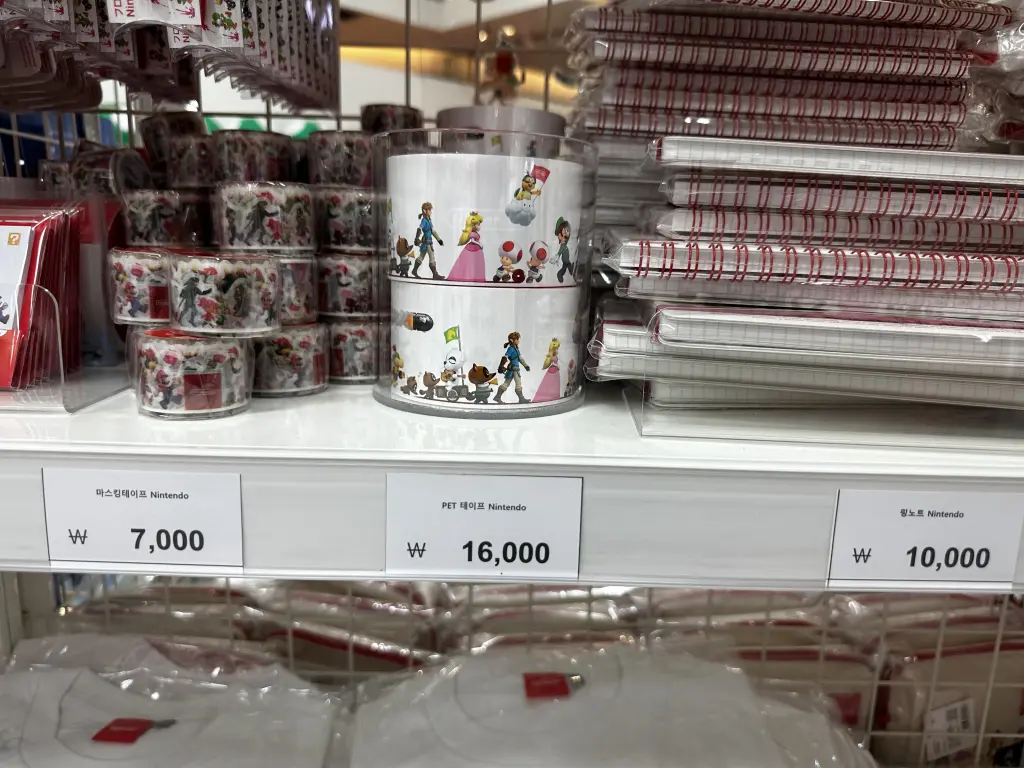 마스킹테이프 Nintendo
₩ 7,000
PET 테이프 Nintendo
₩ 16,000
링노트 Nintendo
₩ 10,000